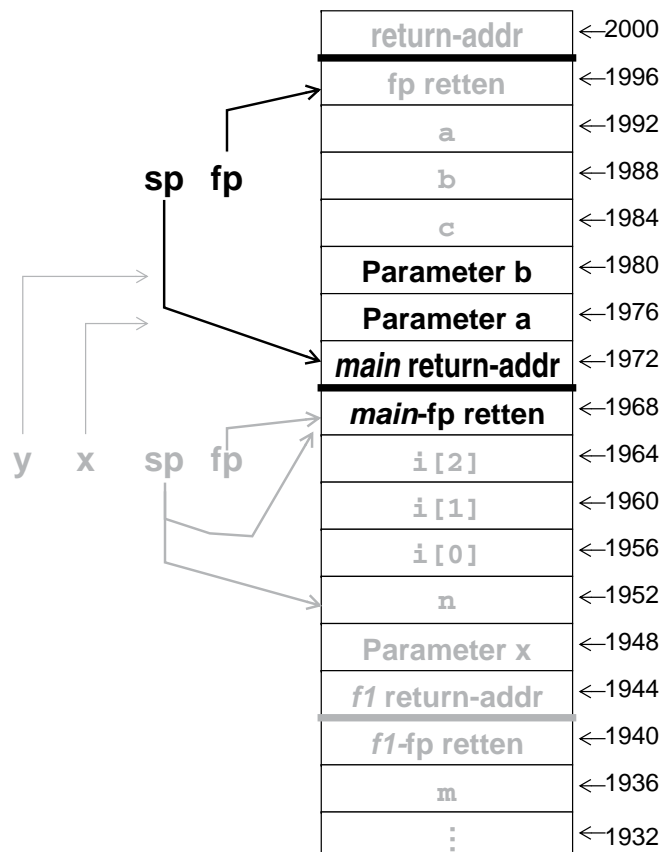 return-addr ←2000
fp retten ←1996
a ←1992
sp fp b ←1988
c ←1984
Parameter b ←1980
Parameter a ←1976
main return-addr ←1972
main-fp retten ←1968
y x sp fp i[2] ←1964
i[1] ←1960
i[0] ←1956
n ←1952
Parameter x ←1948
f1 return-addr ←1944
f1-fp retten ←1940
m ←1936
⋮ ←1932